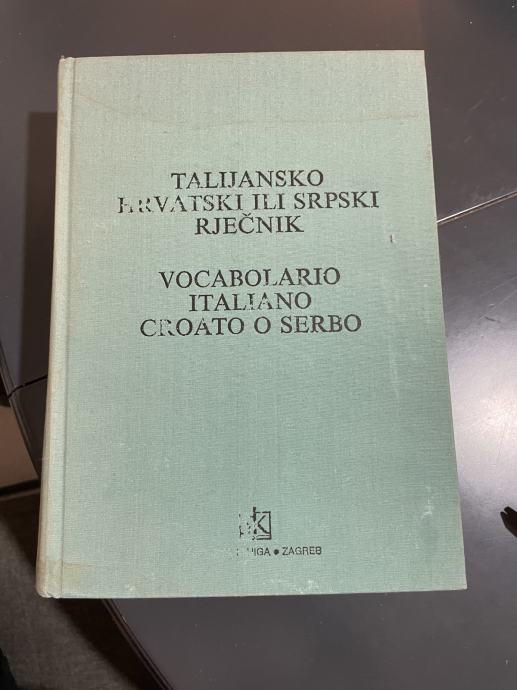 TALIJANSKO
HRVATSKI ILI SRPSKI
RJEČNIK
VOCABOLARIO
ITALIANO
CROATO O SERBO
● ZAGREB